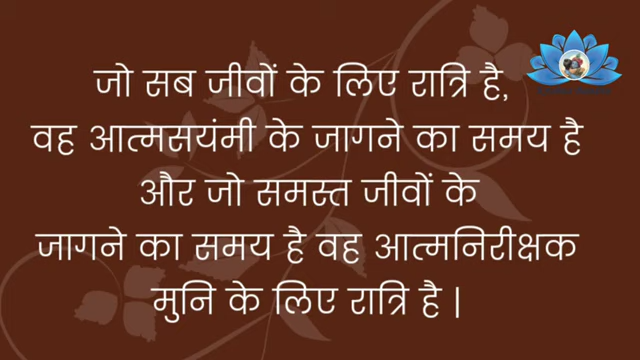 जो सब जीवों के लिए रात्रि है,
वह आत्मसयंमी के जागने का समय है
और जो समस्त जीवों के
जागने का समय है वह आत्मनिरीक्षक
मुनि के लिए रात्रि है |